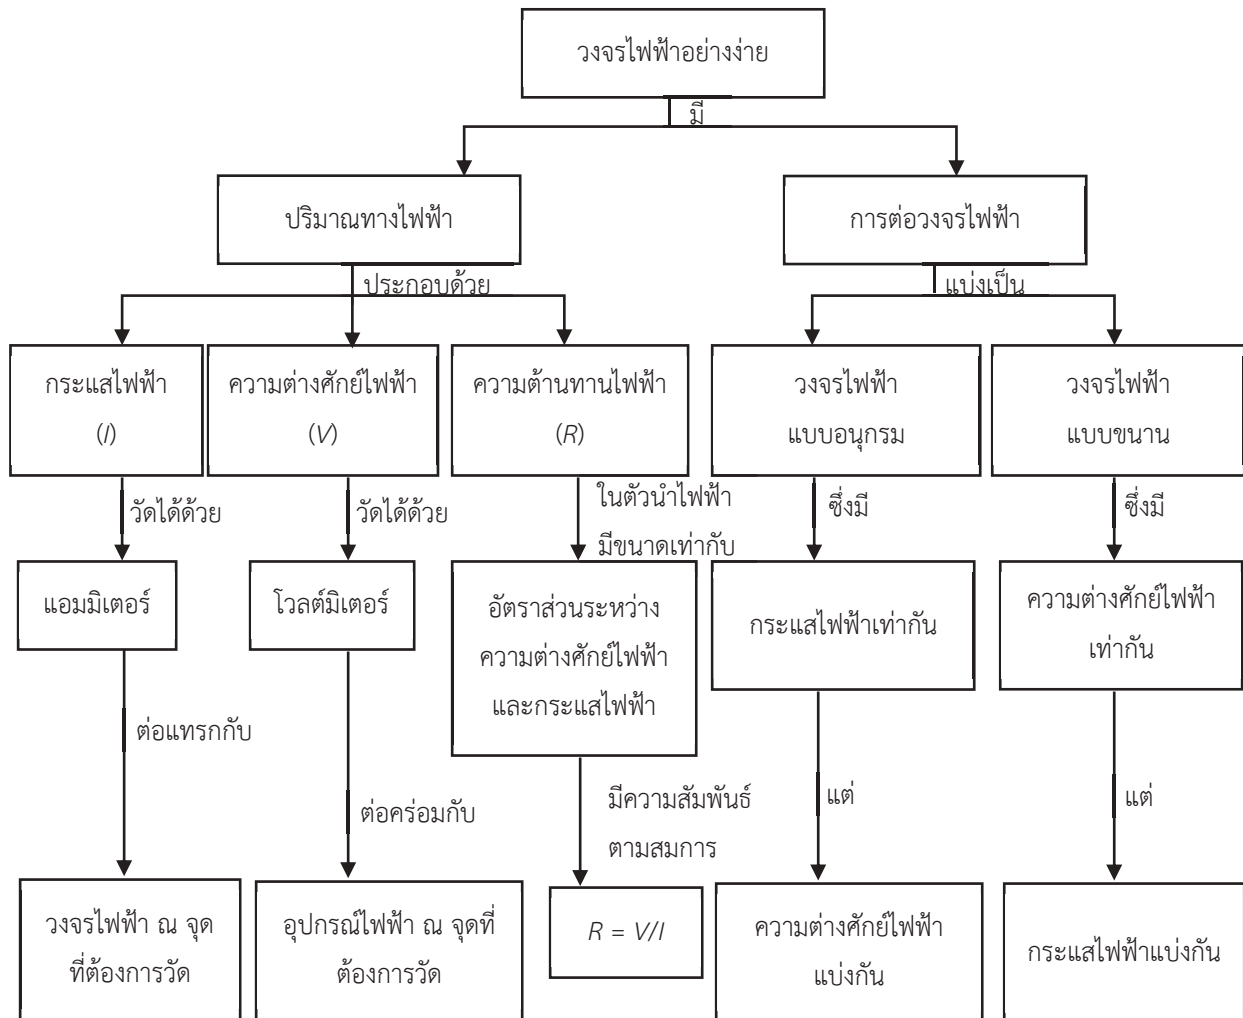 วงจรไฟฟ้าอย่างง่าย
มี
ปริมาณทางไฟฟ้า
การต่อวงจรไฟฟ้า
ประกอบด้วย
แบ่งเป็น
กระแสไฟฟ้า
(I)
ความต่างศักย์ไฟฟ้า
(V)
ความต้านทานไฟฟ้า
(R)
วงจรไฟฟ้า
แบบอนุกรม
วงจรไฟฟ้า
แบบขนาน
วัดได้ด้วย
วัดได้ด้วย
ในตัวนำไฟฟ้า
มีขนาดเท่ากับ
ซึ่งมี
ซึ่งมี
แอมมิเตอร์
โวลต์มิเตอร์
อัตราส่วนระหว่าง
ความต่างศักย์ไฟฟ้า
และกระแสไฟฟ้า
กระแสไฟฟ้าเท่ากัน
ความต่างศักย์ไฟฟ้า
เท่ากัน
ต่อแทรกกับ
ต่อคร่อมกับ
มีความสัมพันธ์
ตามสมการ
แต่
แต่
วงจรไฟฟ้า ณ จุด
ที่ต้องการวัด
อุปกรณ์ไฟฟ้า ณ จุดที่
ต้องการวัด
R = V/I
ความต่างศักย์ไฟฟ้า
แบ่งกัน
กระแสไฟฟ้าแบ่งกัน